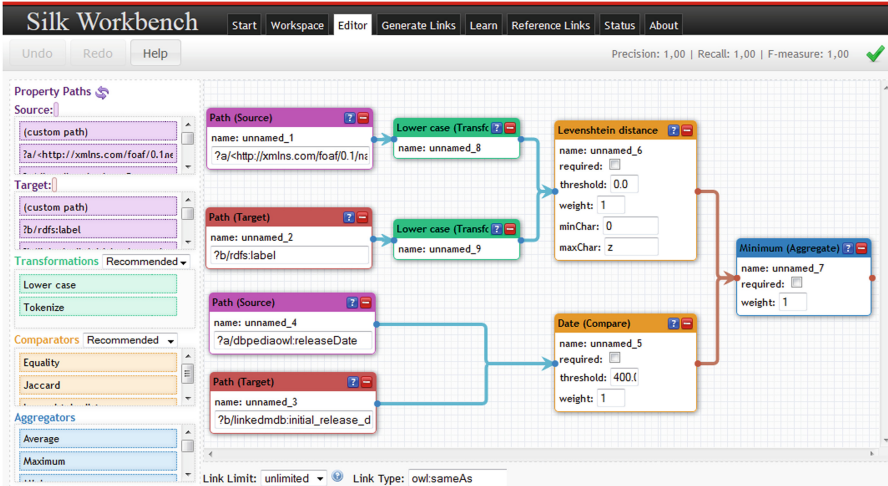 Silk Workbench
Start Workspace Editor Generate Links Learn Reference Links Status About
Undo Redo Help
Precision: 1,00 | Recall: 1,00 | F-measure: 1,00
Property Paths
Source:
(custom path)
?a/<http://xmlns.com/foaf/0.1/na
Target:
(custom path)
?b/rdfs:label
Transformations Recommended
Lower case
Tokenize
Comparators Recommended
Equality
Jaccard
Aggregators
Average
Maximum
Path (Source)
name: unnamed_1
?a/<http://xmlns.com/foaf/0.1/na
Lower case (Transfo
name: unnamed_8
Path (Target)
name: unnamed_2
?b/rdfs:label
Lower case (Transfo
name: unnamed_9
Path (Source)
name: unnamed_4
?a/dbpediaowl:releaseDate
Path (Target)
name: unnamed_3
?b/linkedmdb:initial_release_d
Levenshtein distance
name: unnamed_6
required:
threshold: 0.0
weight: 1
minChar: 0
maxChar: z
Date (Compare)
name: unnamed_5
required:
threshold: 400.0
weight: 1
Minimum (Aggregate)
name: unnamed_7
required:
weight: 1
Link Limit: unlimited
Link Type: owl:sameAs